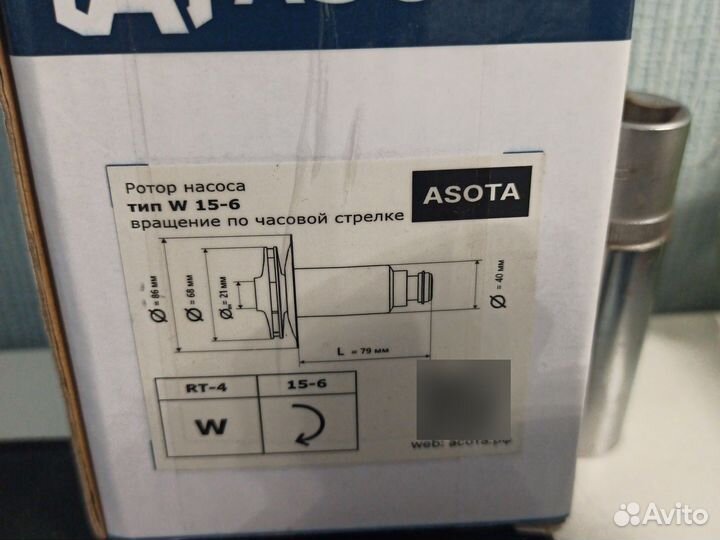 Ротор насоса
тип W 15-6
вращение по часовой стрелке
ASOTA
Ø = 86 мм
Ø = 68 мм
Ø = 21 мм
Ø = 40 мм
L = 79 мм
RT-4 15-6
W
web: асота.рф
Avito